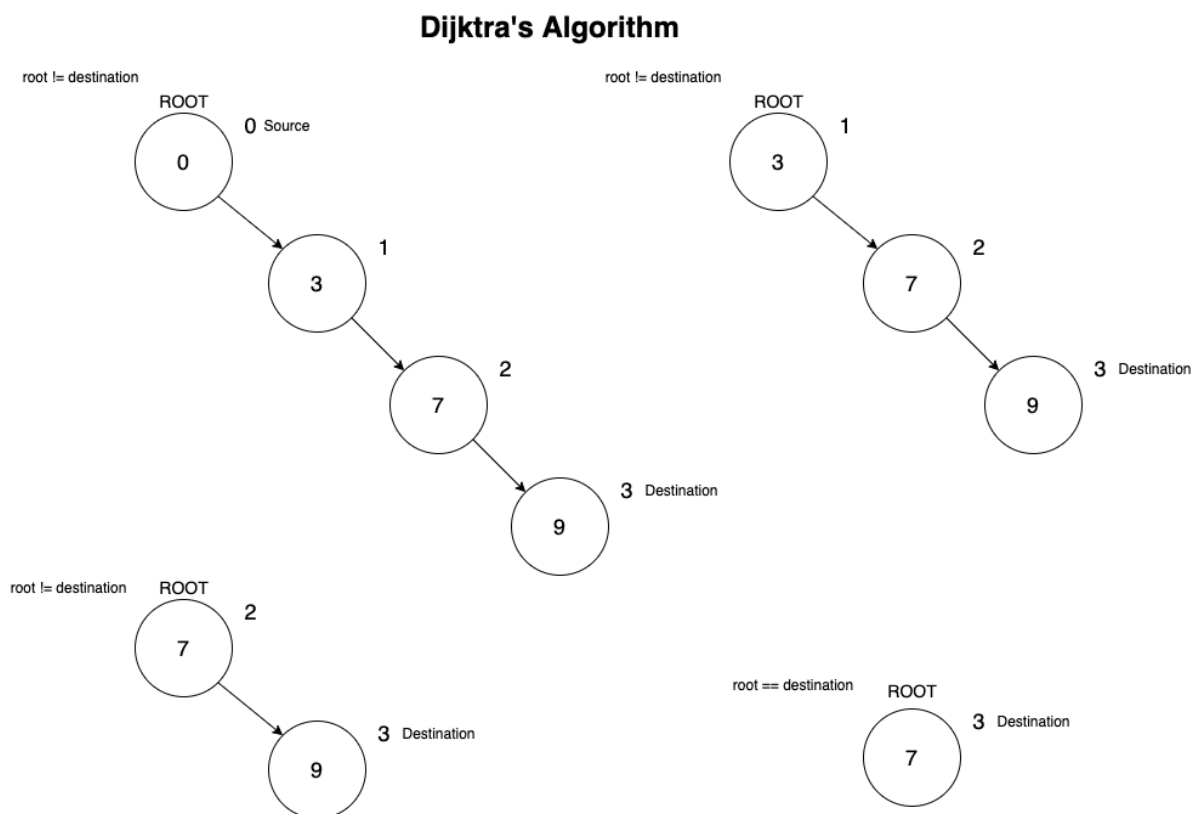 Dijktra's Algorithm
root != destination
ROOT
0 Source
0
3
1
7
2
9
3 Destination
root != destination
ROOT
1
3
2
7
3 Destination
9
root != destination
ROOT
2
7
3 Destination
9
root == destination
ROOT
3 Destination
7